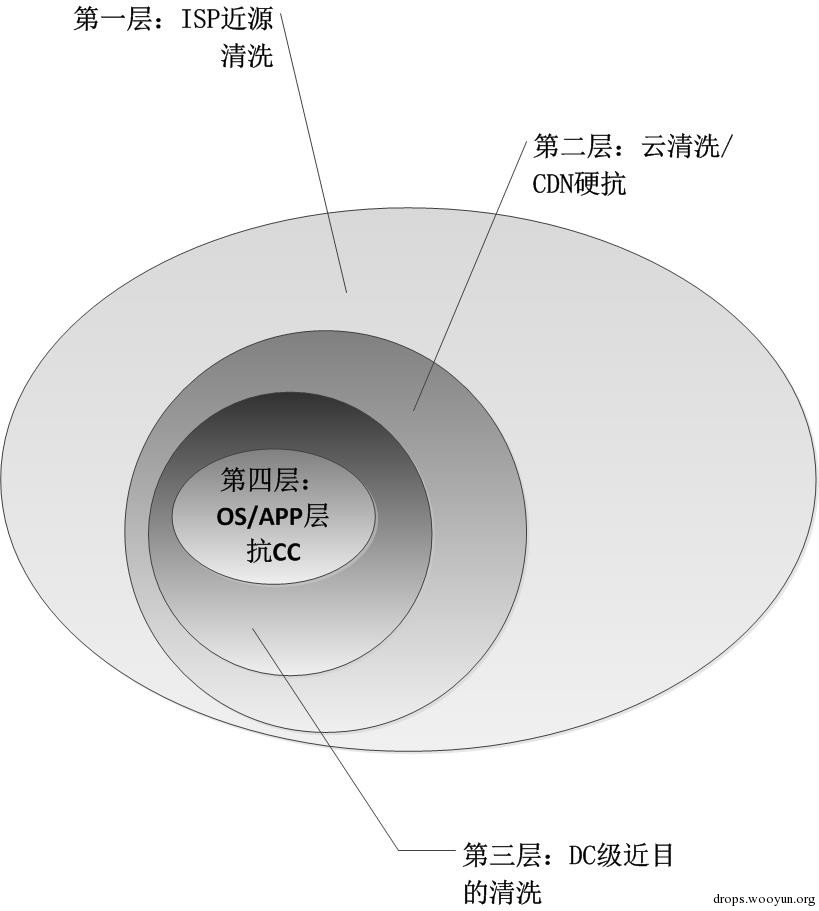 第一层：ISP近源
清洗
第二层：云清洗/
CDN硬抗
第四层：
OS/APP层
抗CC
第三层：DC级近目
的清洗
drops.wooyun.org